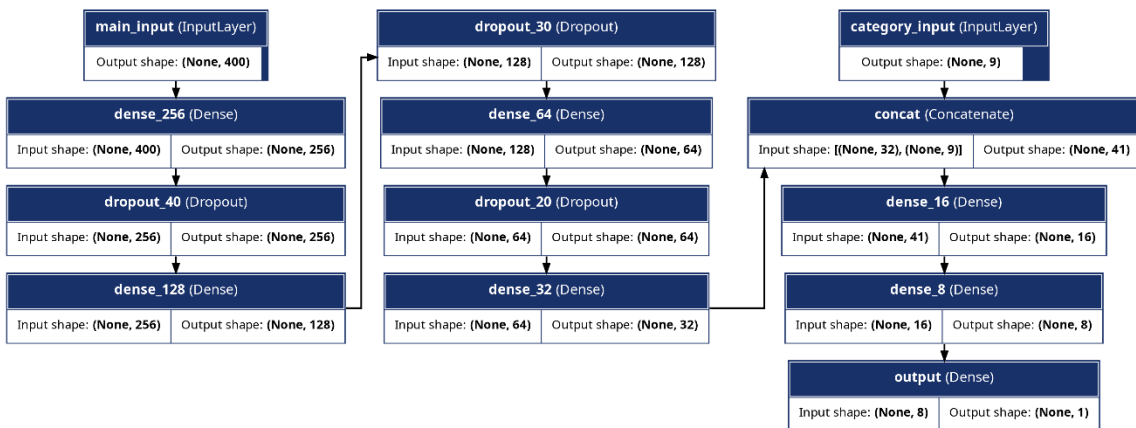 main_input (InputLayer)
Output shape: (None, 400)
dense_256 (Dense)
Input shape: (None, 400) Output shape: (None, 256)
dropout_40 (Dropout)
Input shape: (None, 256) Output shape: (None, 256)
dense_128 (Dense)
Input shape: (None, 256) Output shape: (None, 128)
dropout_30 (Dropout)
Input shape: (None, 128) Output shape: (None, 128)
dense_64 (Dense)
Input shape: (None, 128) Output shape: (None, 64)
dropout_20 (Dropout)
Input shape: (None, 64) Output shape: (None, 64)
dense_32 (Dense)
Input shape: (None, 64) Output shape: (None, 32)
category_input (InputLayer)
Output shape: (None, 9)
concat (Concatenate)
Input shape: [(None, 32), (None, 9)] Output shape: (None, 41)
dense_16 (Dense)
Input shape: (None, 41) Output shape: (None, 16)
dense_8 (Dense)
Input shape: (None, 16) Output shape: (None, 8)
output (Dense)
Input shape: (None, 8) Output shape: (None, 1)